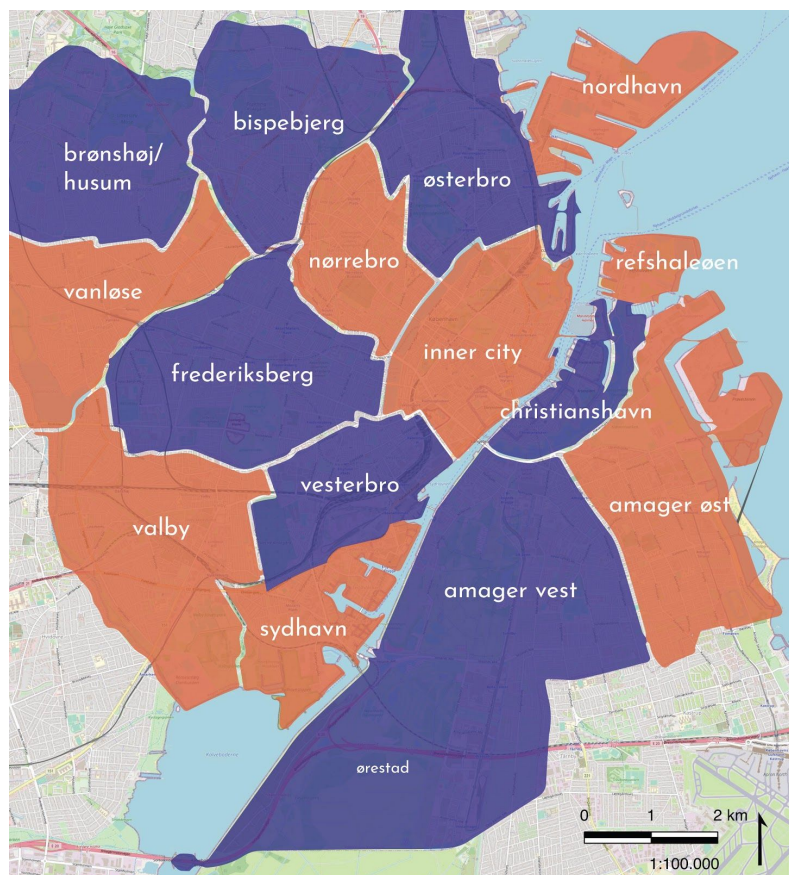 nordhavn
bispebjerg
brønshøj/
husum
østerbro
nørrebro
refshaleøen
vanløse
inner city
frederiksberg
christianshavn
vesterbro
amager øst
valby
amager vest
sydhavn
ørestad
0 1 2 km
1:100.000